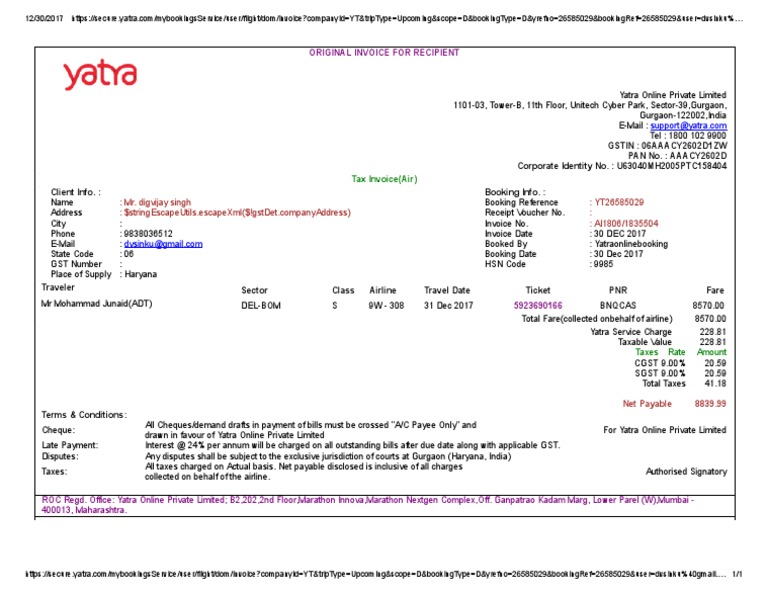 12/30/2017 https://secure.yatra.com/mybookingsService/user/flight/dom/invoice?companyId=YT&tripType=Upcoming&scope=D&bookingType=D&yrefno=26585029&bookingRef=26585029&user=dvsinku%...
ORIGINAL INVOICE FOR RECIPIENT
yatra
Yatra Online Private Limited
1101-03, Tower-B, 11th Floor, Unitech Cyber Park, Sector-39,Gurgaon,
Gurgaon-122002,India
E-Mail : support@yatra.com
Tel : 1800 102 9900
GSTIN : 06AAACY2602D1ZW
PAN No. : AAACY2602D
Corporate Identity No. : U63040MH2005PTC158404
Tax Invoice(Air)
Client Info. : Booking Info. :
Name : Mr. digvijay singh Booking Reference : YT26585029
Address : $stringEscapeUtils.escapeXml($!gstDet.companyAddress) Receipt Voucher No. :
City : Invoice No. : AI1806/1835504
Phone : 9838036512 Invoice Date : 30 DEC 2017
E-Mail : dvsinku@gmail.com Booked By : Yatraonlinebooking
State Code : 06 Booking Date : 30 Dec 2017
GST Number : HSN Code : 9985
Place of Supply : Haryana
Traveler Sector Class Airline Travel Date Ticket PNR Fare
Mr Mohammad Junaid(ADT) DEL-BOM S 9W - 308 31 Dec 2017 5923690166 BNQCAS 8570.00
Total Fare(collected onbehalf of airline) 8570.00
Yatra Service Charge 228.81
Taxable Value 228.81
Taxes Rate Amount
CGST 9.00% 20.59
SGST 9.00% 20.59
Total Taxes 41.18
Net Payable 8839.99
Terms & Conditions:
Cheque: All Cheques/demand drafts in payment of bills must be crossed "A/C Payee Only" and For Yatra Online Private Limited
drawn in favour of Yatra Online Private Limited
Late Payment: Interest @ 24% per annum will be charged on all outstanding bills after due date along with applicable GST.
Disputes: Any disputes shall be subject to the exclusive jurisdiction of courts at Gurgaon (Haryana, India)
Taxes: All taxes charged on Actual basis. Net payable disclosed is inclusive of all charges Authorised Signatory
collected on behalf of the airline.
ROC Regd. Office: Yatra Online Private Limited; B2,202,2nd Floor,Marathon Innova,Marathon Nextgen Complex,Off. Ganpatrao Kadam Marg, Lower Parel (W),Mumbai -
400013, Maharashtra.
https://secure.yatra.com/mybookingsService/user/flight/dom/invoice?companyId=YT&tripType=Upcoming&scope=D&bookingType=D&yrefno=26585029&bookingRef=26585029&user=dvsinku%40gmail.... 1/1